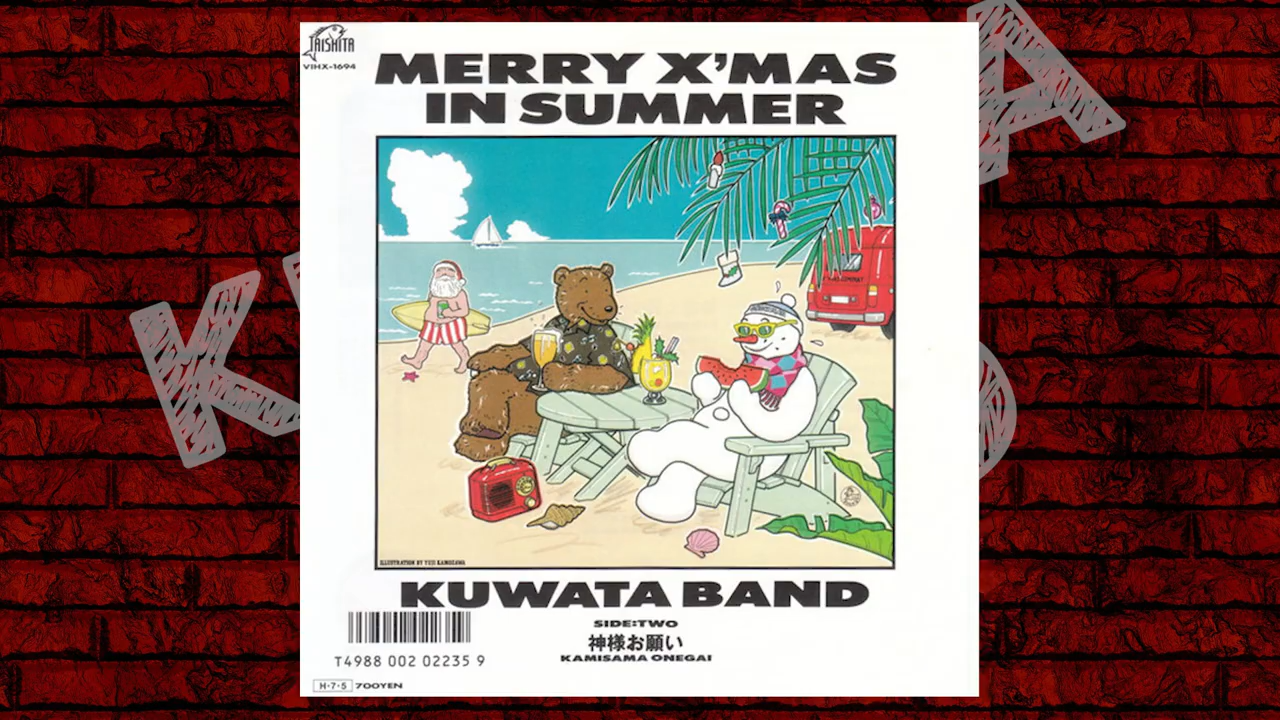 TAISHITA
VIHX-1694
MERRY X'MAS
IN SUMMER
ILLUSTRATION BY YUJI KAMOSAWA
KUWATA BAND
SIDE:TWO
神様お願い
KAMISAMA ONEGAI
T4988 002 02235 9
H・7・5 700YEN